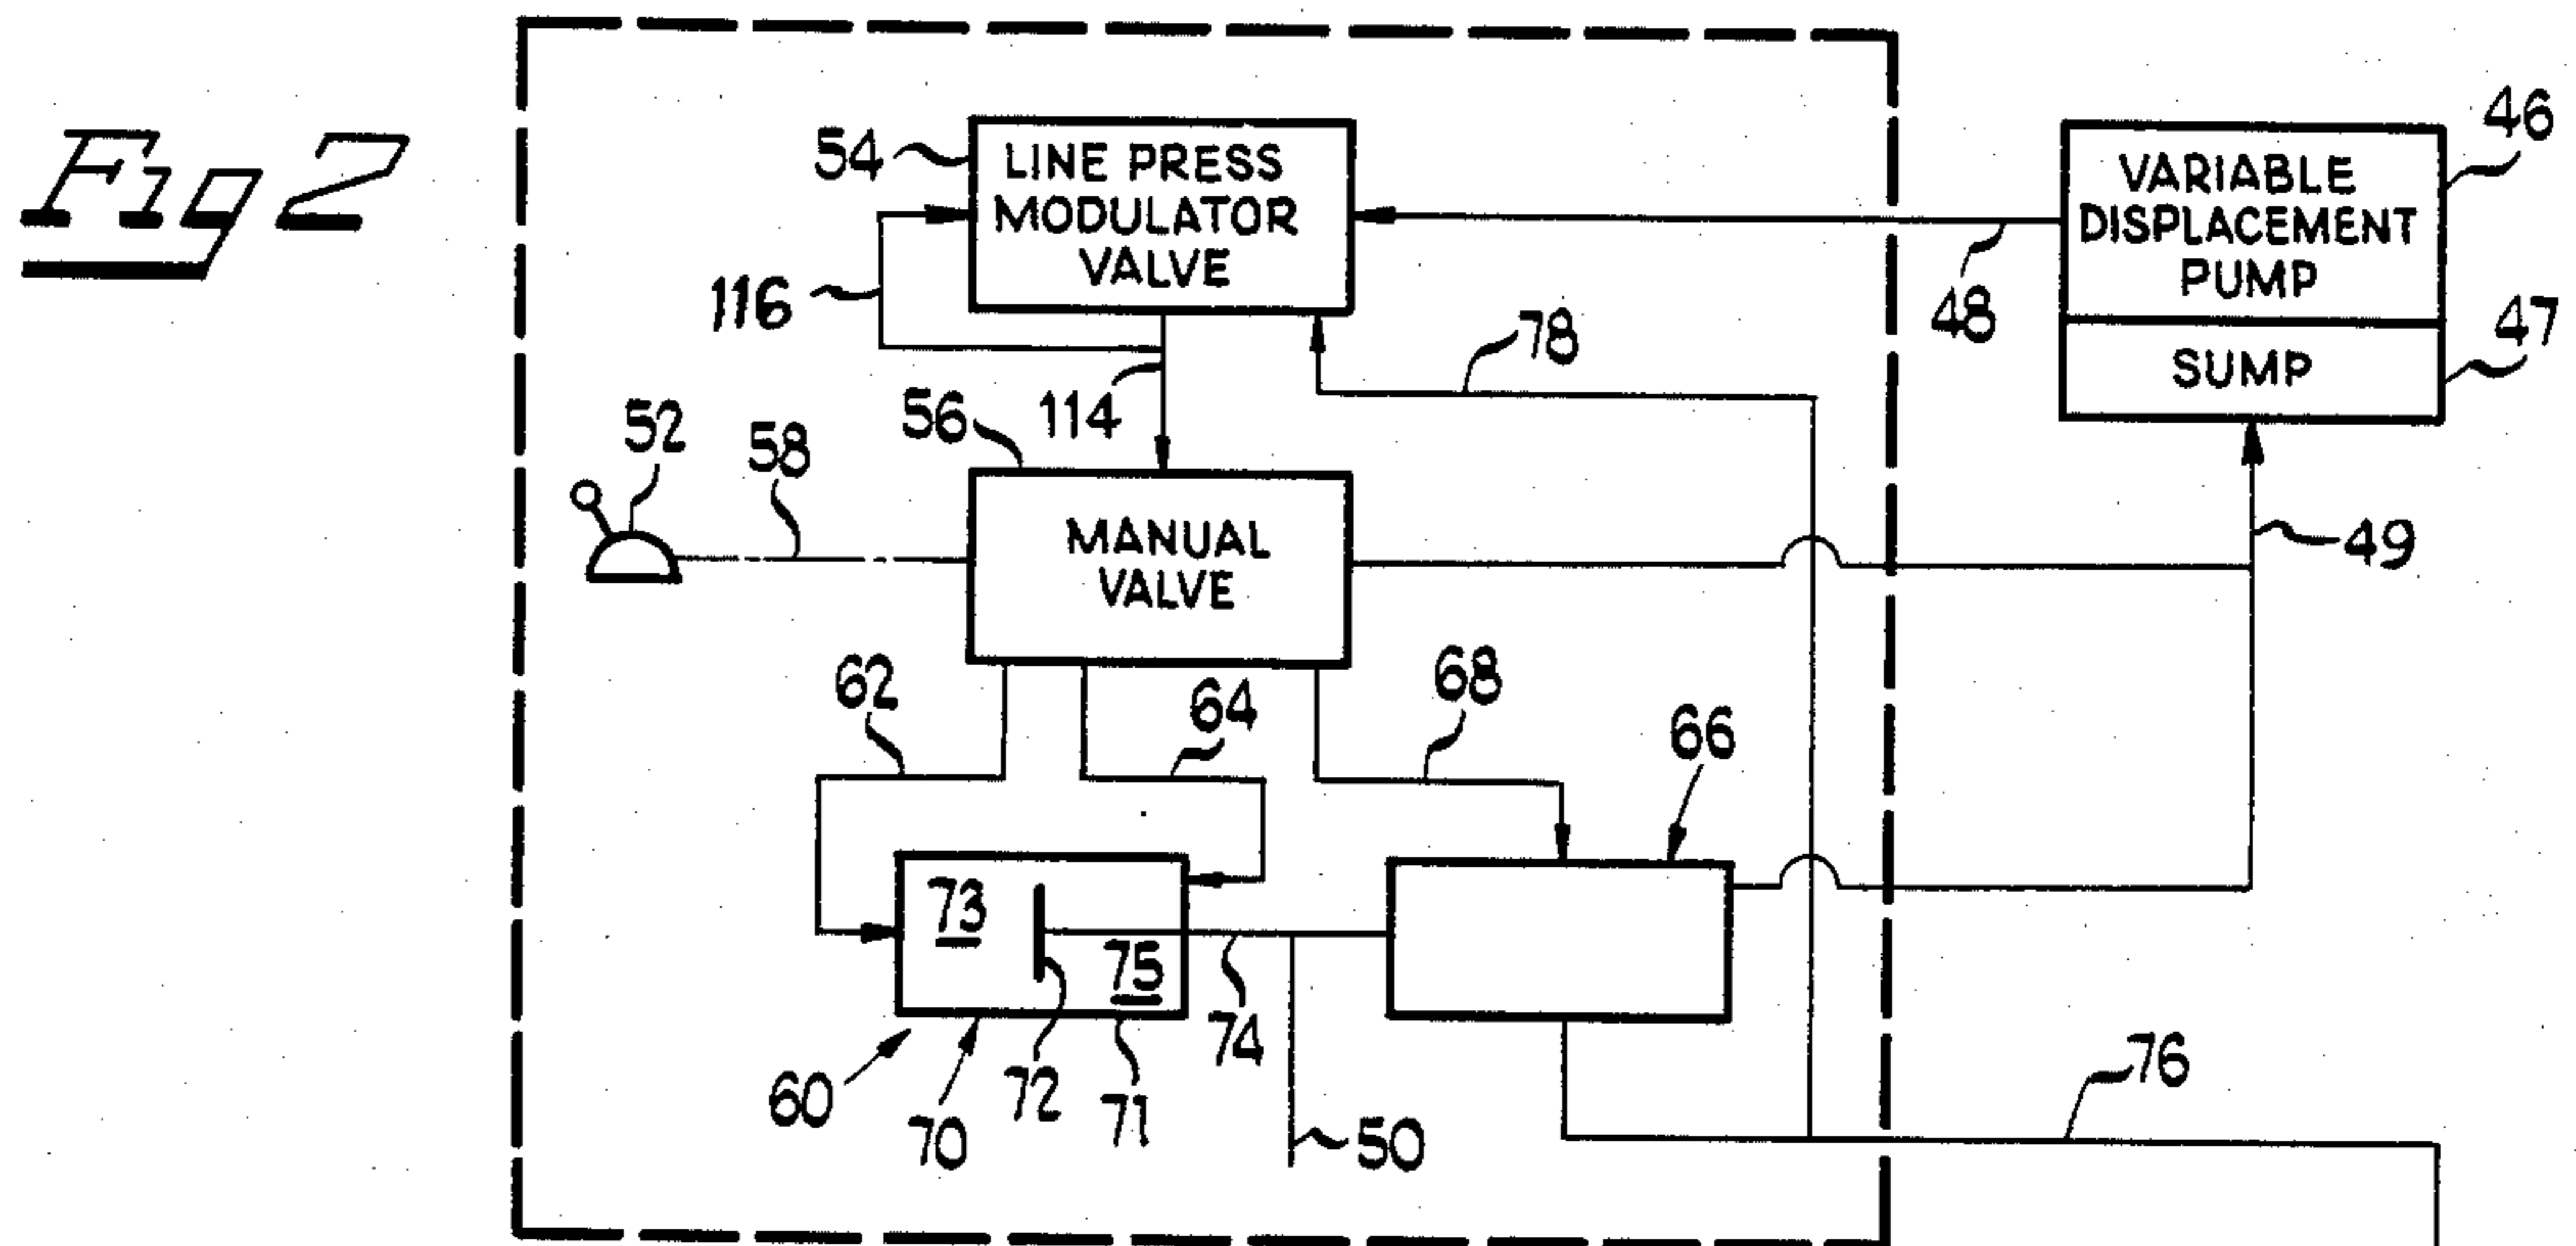 Fig 2
54
LINE PRESS
MODULATOR
VALVE
46
VARIABLE
DISPLACEMENT
PUMP
116
48
78
47
SUMP
114
56
52
58
MANUAL
VALVE
49
62
64
68
66
73
75
74
72
71
60
70
50
76